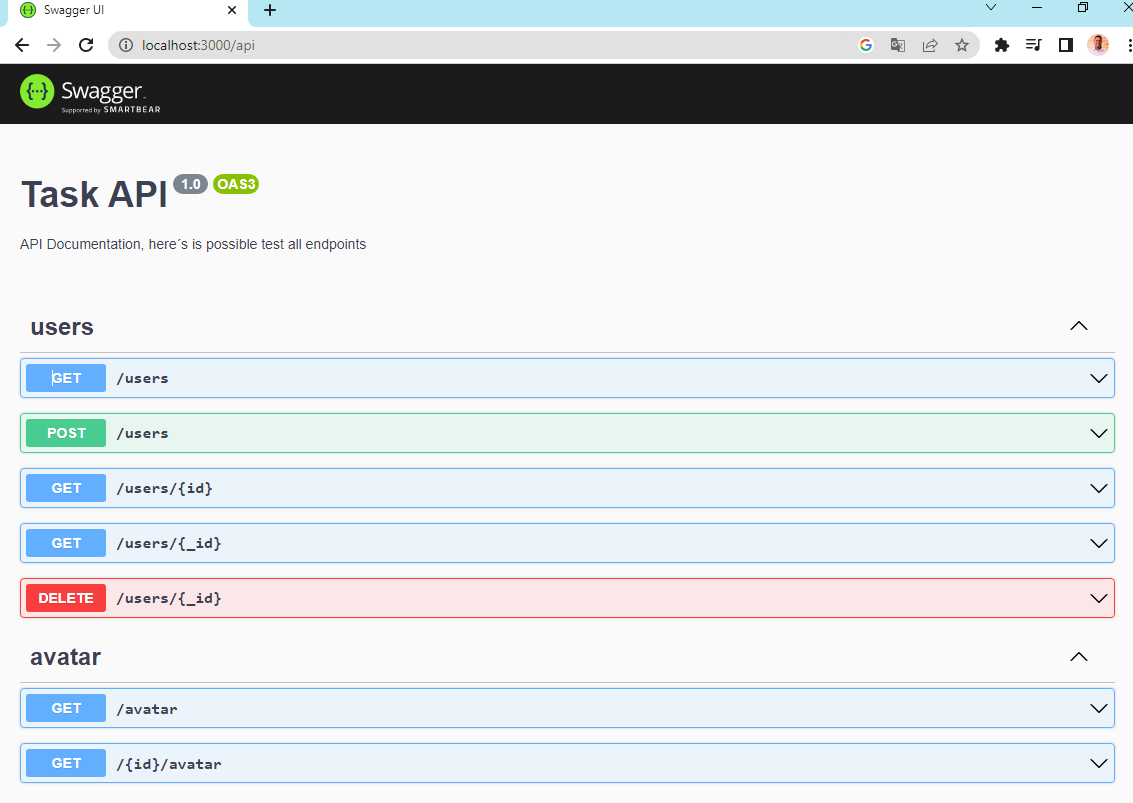 Swagger UI
localhost:3000/api
Swagger.
Supported by SMARTBEAR
Task API 1.0 OAS3
API Documentation, here´s is possible test all endpoints
users
GET /users
POST /users
GET /users/{id}
GET /users/{_id}
DELETE /users/{_id}
avatar
GET /avatar
GET /{id}/avatar